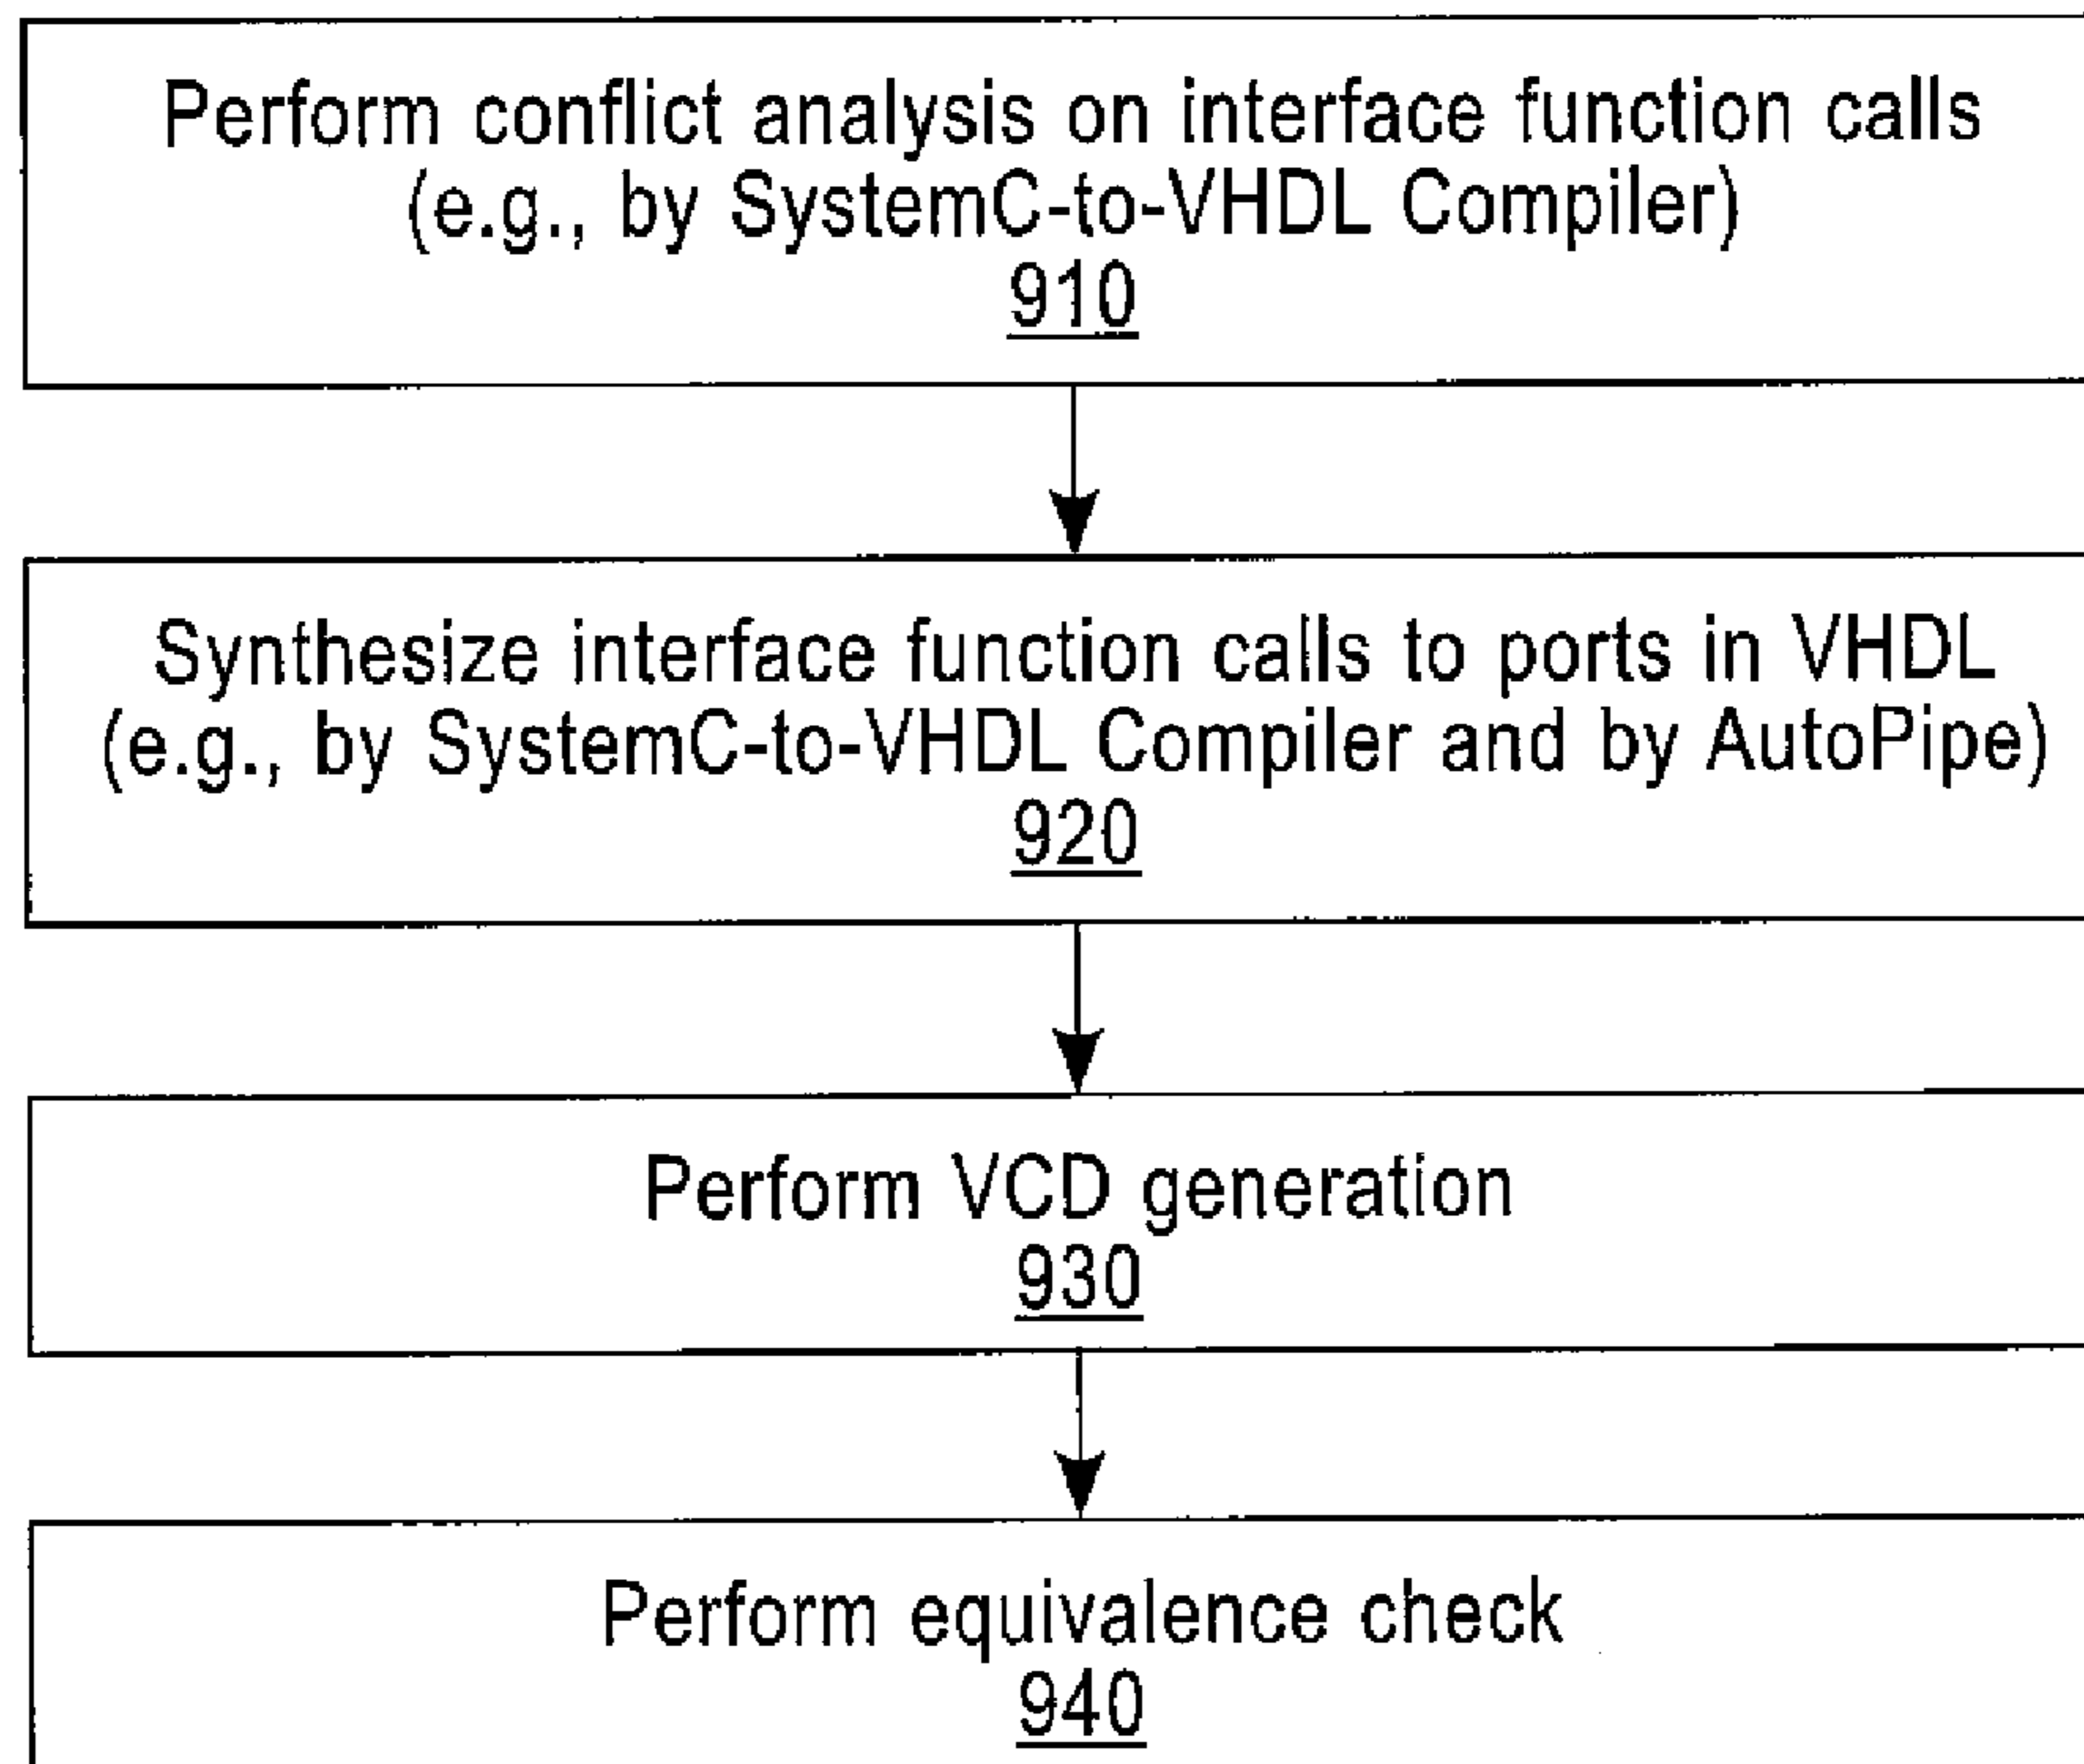 Perform conflict analysis on interface function calls
(e.g., by SystemC-to-VHDL Compiler)
910
Synthesize interface function calls to ports in VHDL
(e.g., by SystemC-to-VHDL Compiler and by AutoPipe)
920
Perform VCD generation
930
Perform equivalence check
940